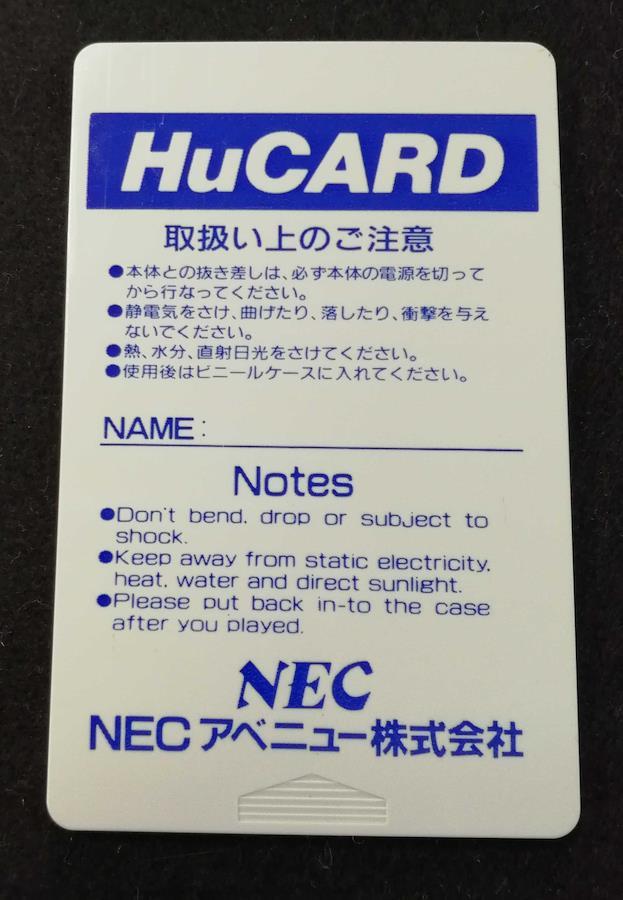 HuCARD
取扱い上のご注意
●本体との抜き差しは、必ず本体の電源を切って
から行なってください。
●静電気をさけ、曲げたり、落したり、衝撃を与え
ないでください。
●熱、水分、直射日光をさけてください。
●使用後はビニールケースに入れてください。
NAME:
Notes
●Don't bend, drop or subject to
shock.
●Keep away from static electricity,
heat, water and direct sunlight.
●Please put back in-to the case
after you played.
NEC
NECアベニュー株式会社